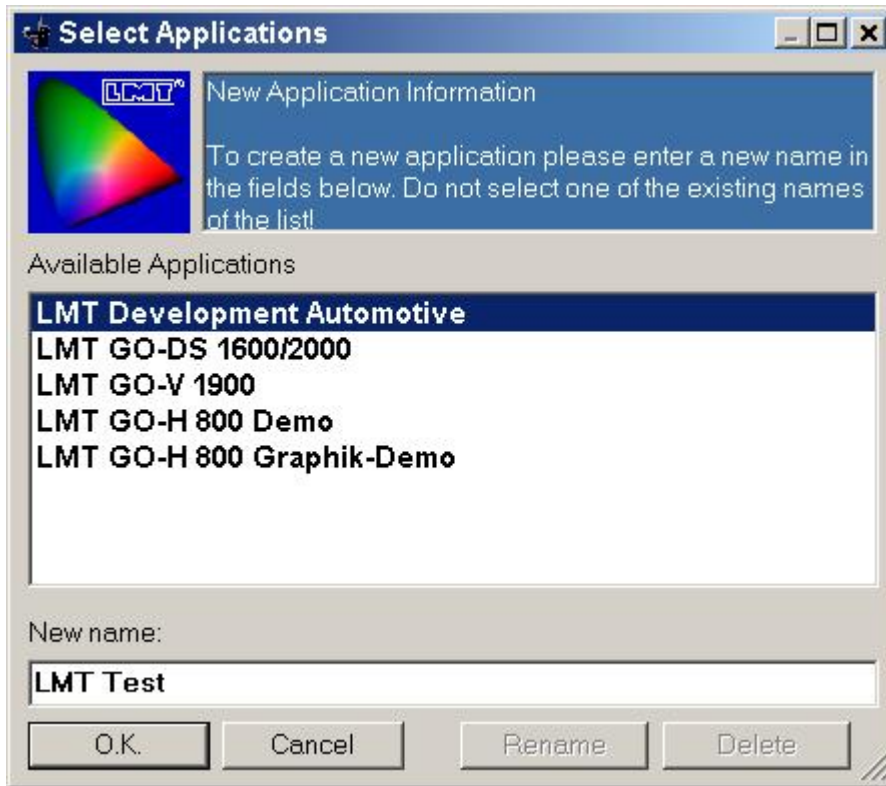 Select Applications
LMT
New Application Information
To create a new application please enter a new name in
the fields below. Do not select one of the existing names
of the list!
Available Applications
LMT Development Automotive
LMT GO-DS 1600/2000
LMT GO-V 1900
LMT GO-H 800 Demo
LMT GO-H 800 Graphik-Demo
New name:
LMT Test
O.K. Cancel Rename Delete